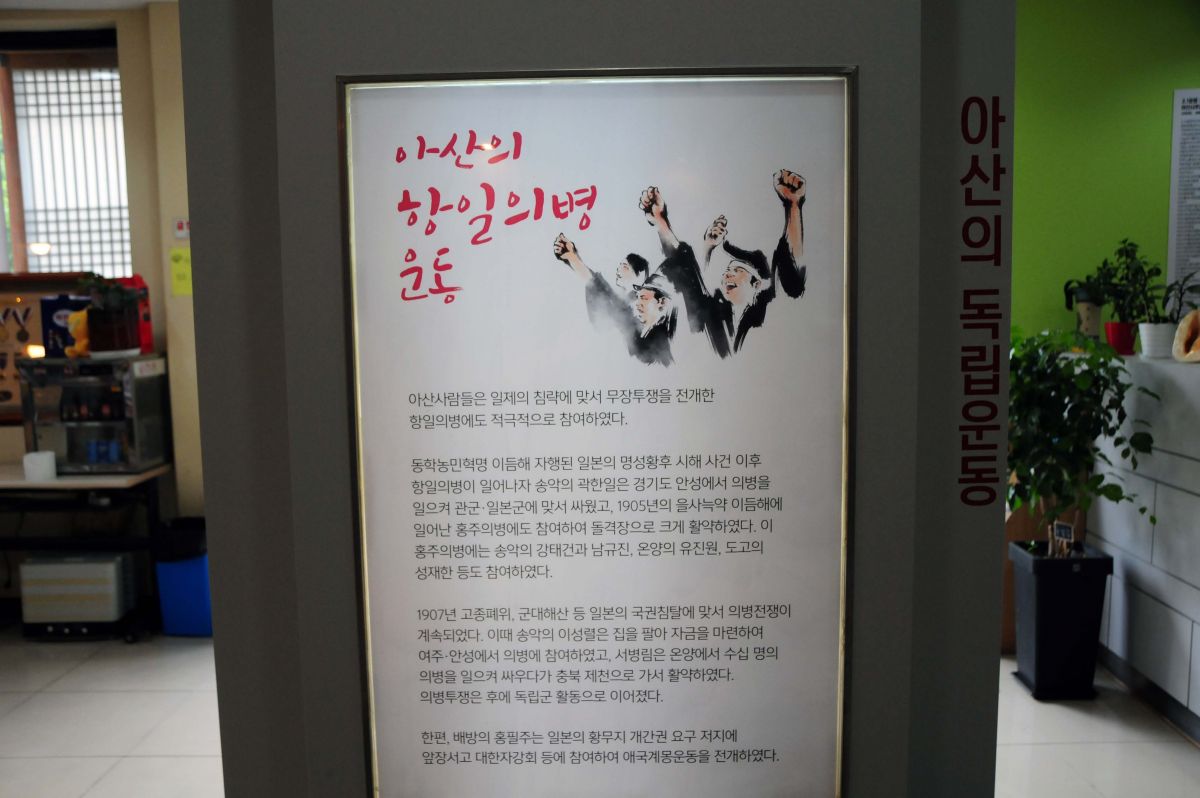 아산의
항일의병
운동
아산사람들은 일제의 침략에 맞서 무장투쟁을 전개한
항일의병에도 적극적으로 참여하였다.
동학농민혁명 이듬해 자행된 일본의 명성황후 시해 사건 이후
항일의병이 일어나자 송악의 곽한일은 경기도 안성에서 의병을
일으켜 관군·일본군에 맞서 싸웠고, 1905년의 을사늑약 이듬해에
일어난 홍주의병에도 참여하여 돌격장으로 크게 활약하였다. 이
홍주의병에는 송악의 강태건과 남규진, 온양의 유진원, 도고의
성재한 등도 참여하였다.
1907년 고종폐위, 군대해산 등 일본의 국권침탈에 맞서 의병전쟁이
계속되었다. 이때 송악의 이성렬은 집을 팔아 자금을 마련하여
여주·안성에서 의병에 참여하였고, 서병림은 온양에서 수십 명의
의병을 일으켜 싸우다가 충북 제천으로 가서 활약하였다.
의병투쟁은 후에 독립군 활동으로 이어졌다.
한편, 배방의 홍필주는 일본의 황무지 개간권 요구 저지에
앞장서고 대한자강회 등에 참여하여 애국계몽운동을 전개하였다.
아산의 독립운동